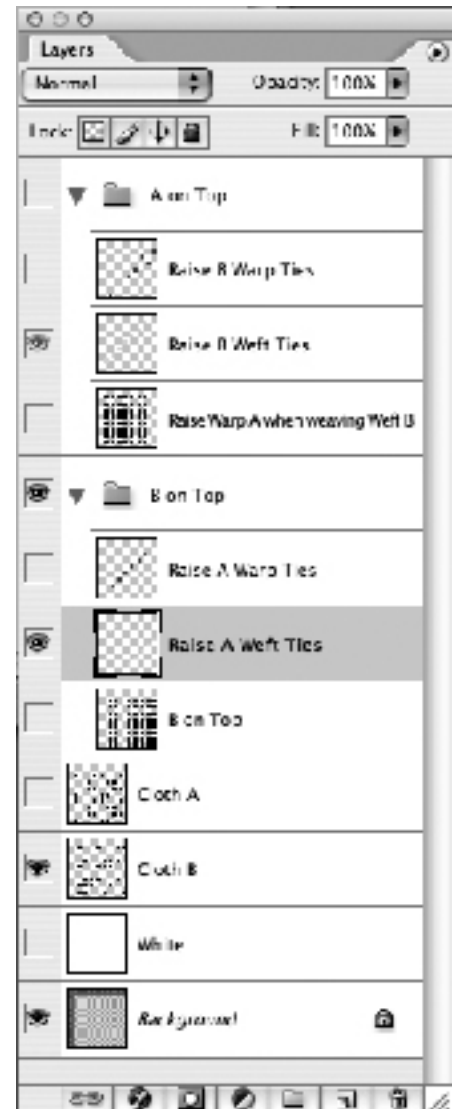 Layers
Normal Opacity: 100%
Lock: Fill: 100%
A on Top
Raise B Warp Ties
Raise B Weft Ties
Raise Warp A when weaving Weft B
B on Top
Raise A Warp Ties
Raise A Weft Ties
B on Top
Cloth A
Cloth B
White
Background